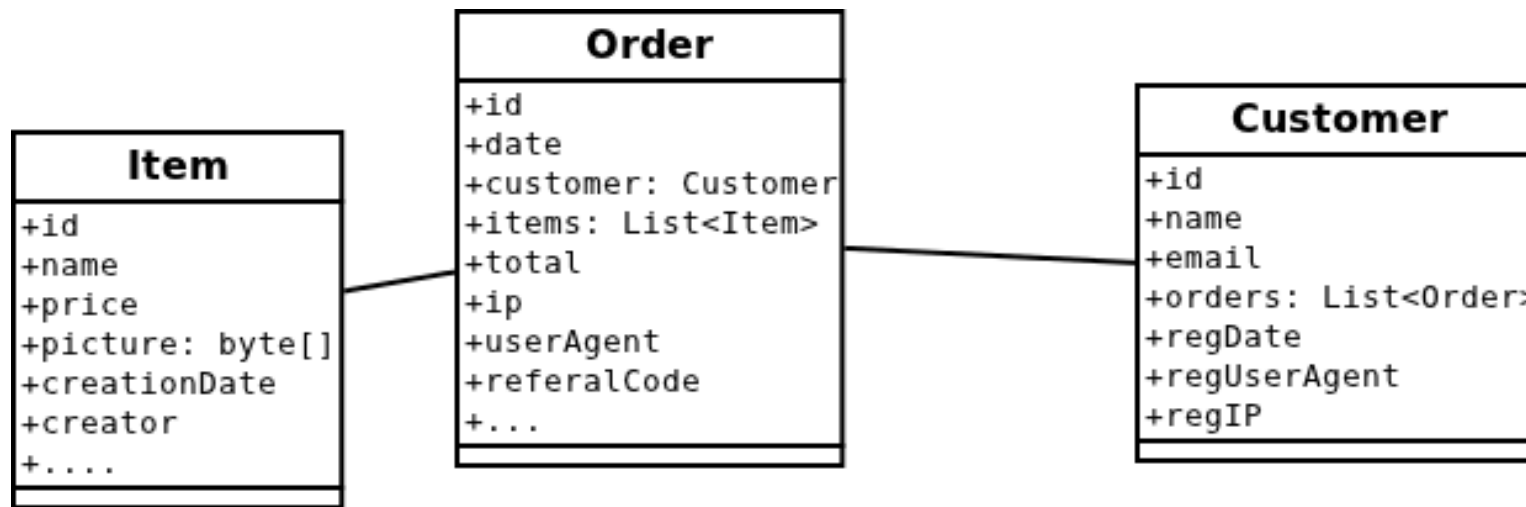 Item
+id
+name
+price
+picture: byte[]
+creationDate
+creator
+....
Order
+id
+date
+customer: Customer
+items: List<Item>
+total
+ip
+userAgent
+referalCode
+...
Customer
+id
+name
+email
+orders: List<Order>
+regDate
+regUserAgent
+regIP